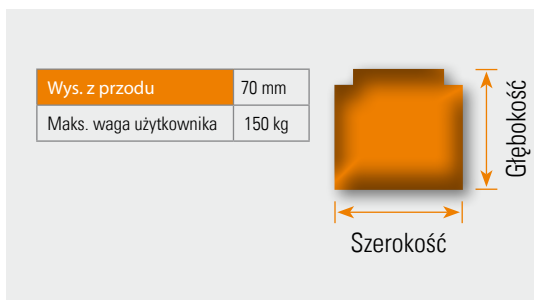 Wys. z przodu 70 mm
Maks. waga użytkownika 150 kg
Głębokość
Szerokość